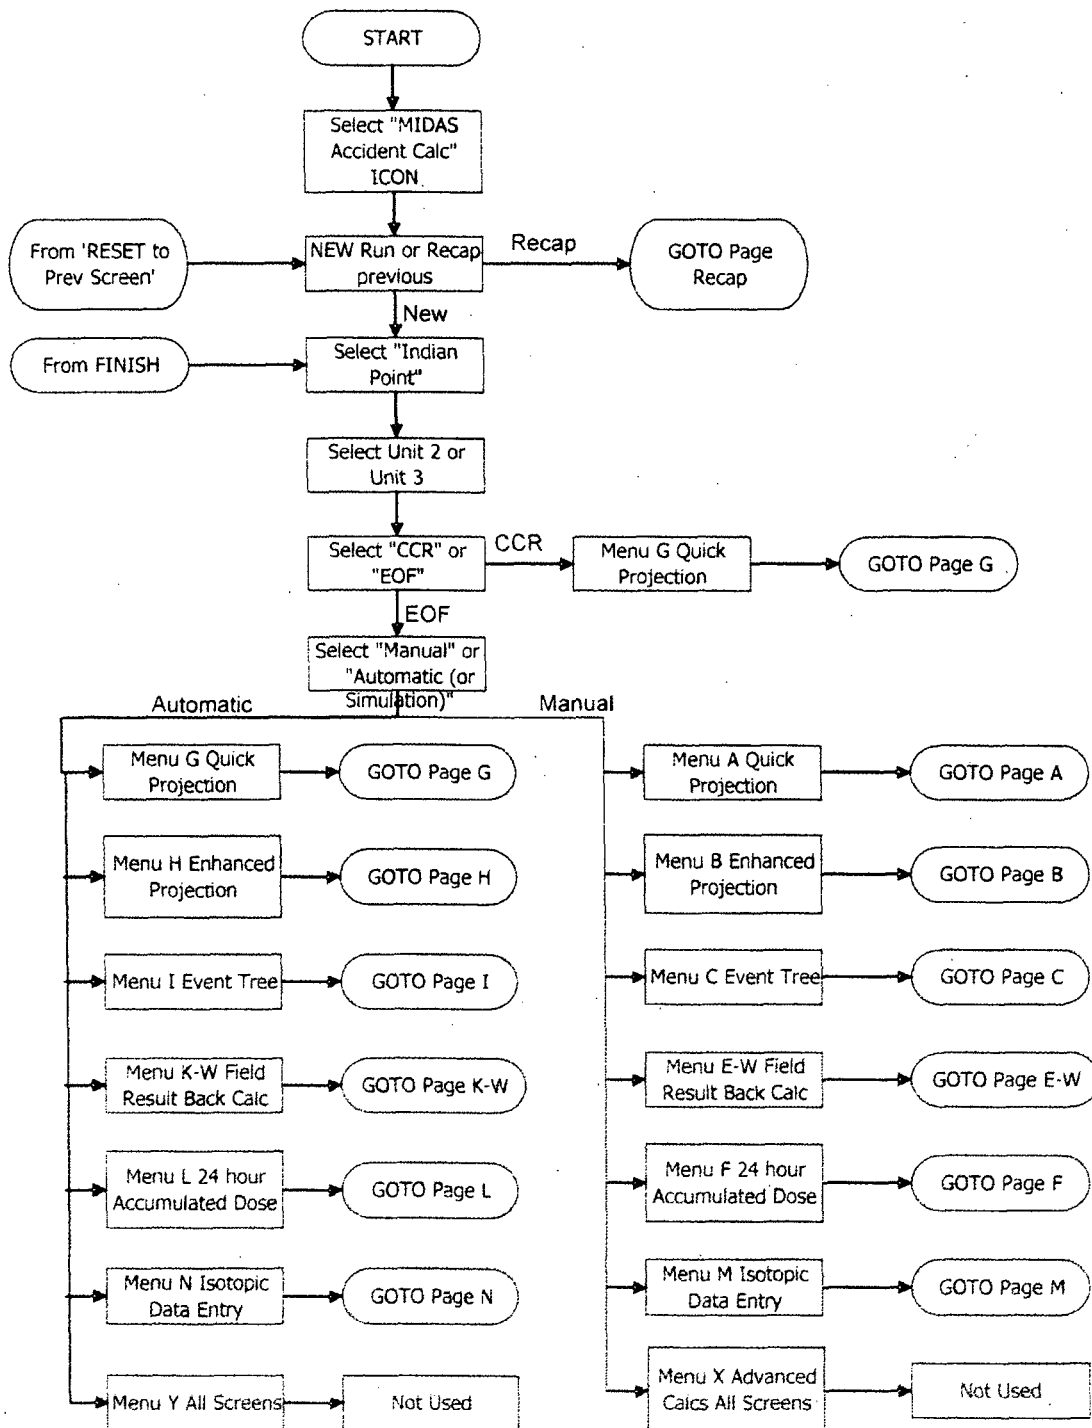 START
Select "MIDAS
Accident Calc"
ICON
From 'RESET to
Prev Screen'
NEW Run or Recap
previous
Recap
GOTO Page
Recap
New
From FINISH
Select "Indian
Point"
Select Unit 2 or
Unit 3
Select "CCR" or
"EOF"
CCR
Menu G Quick
Projection
GOTO Page G
EOF
Select "Manual" or
"Automatic (or
Simulation)"
Automatic
Manual
Menu G Quick
Projection
GOTO Page G
Menu A Quick
Projection
GOTO Page A
Menu H Enhanced
Projection
GOTO Page H
Menu B Enhanced
Projection
GOTO Page B
Menu I Event Tree
GOTO Page I
Menu C Event Tree
GOTO Page C
Menu K-W Field
Result Back Calc
GOTO Page K-W
Menu E-W Field
Result Back Calc
GOTO Page E-W
Menu L 24 hour
Accumulated Dose
GOTO Page L
Menu F 24 hour
Accumulated Dose
GOTO Page F
Menu N Isotopic
Data Entry
GOTO Page N
Menu M Isotopic
Data Entry
GOTO Page M
Menu Y All Screens
Not Used
Menu X Advanced
Calcs All Screens
Not Used